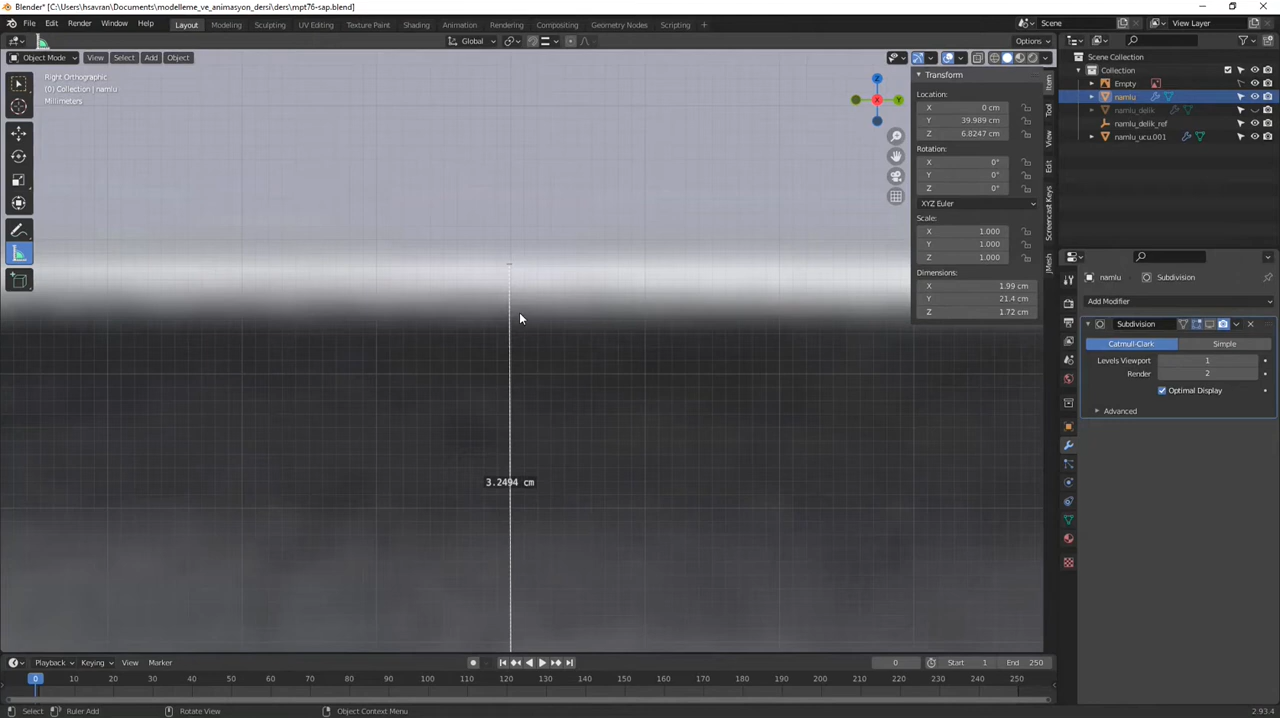 Blender* [C:\Users\hsavran\Documents\modelleme_ve_animasyon_dersi\ders\mpt76-sap.blend]
File Edit Render Window Help Layout Modeling Sculpting UV Editing Texture Paint Shading Animation Rendering Compositing Geometry Nodes Scripting + Scene View Layer
Global Options
Object Mode View Select Add Object
Right Orthographic
(0) Collection | namlu
Millimeters
Z
X
Y
Transform
Location:
X 0 cm
Y 39.989 cm
Z 6.8247 cm
Rotation:
X 0°
Y 0°
Z 0°
XYZ Euler
Scale:
X 1.000
Y 1.000
Z 1.000
Dimensions:
X 1.99 cm
Y 21.4 cm
Z 1.72 cm
Item
Tool
View
Edit
Screencast Keys
JMesh
Scene Collection
Collection
Empty
namlu
namlu_delik
namlu_delik_ref
namlu_ucu.001
namlu Subdivision
Add Modifier
Subdivision
Catmull-Clark Simple
Levels Viewport 1
Render 2
Optimal Display
Advanced
3.2494 cm
Playback Keying View Marker 0 Start 1 End 250
0 10 20 30 40 50 60 70 80 90 100 110 120 130 140 150 160 170 180 190 200 210 220 230 240 250
Select Ruler Add Rotate View Object Context Menu 2.93.4